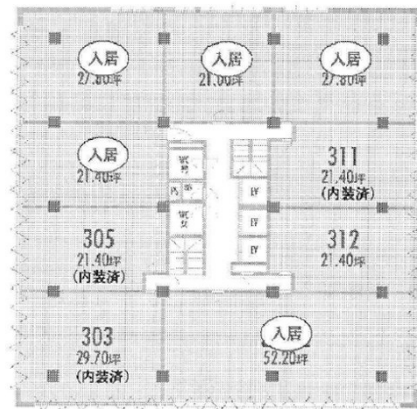 入居
27.80坪
入居
21.00坪
入居
27.80坪
入居
21.40坪
311
21.40坪
(内装済)
EV
EV
EV
305
21.40坪
(内装済)
312
21.40坪
303
29.70坪
(内装済)
入居
52.20坪